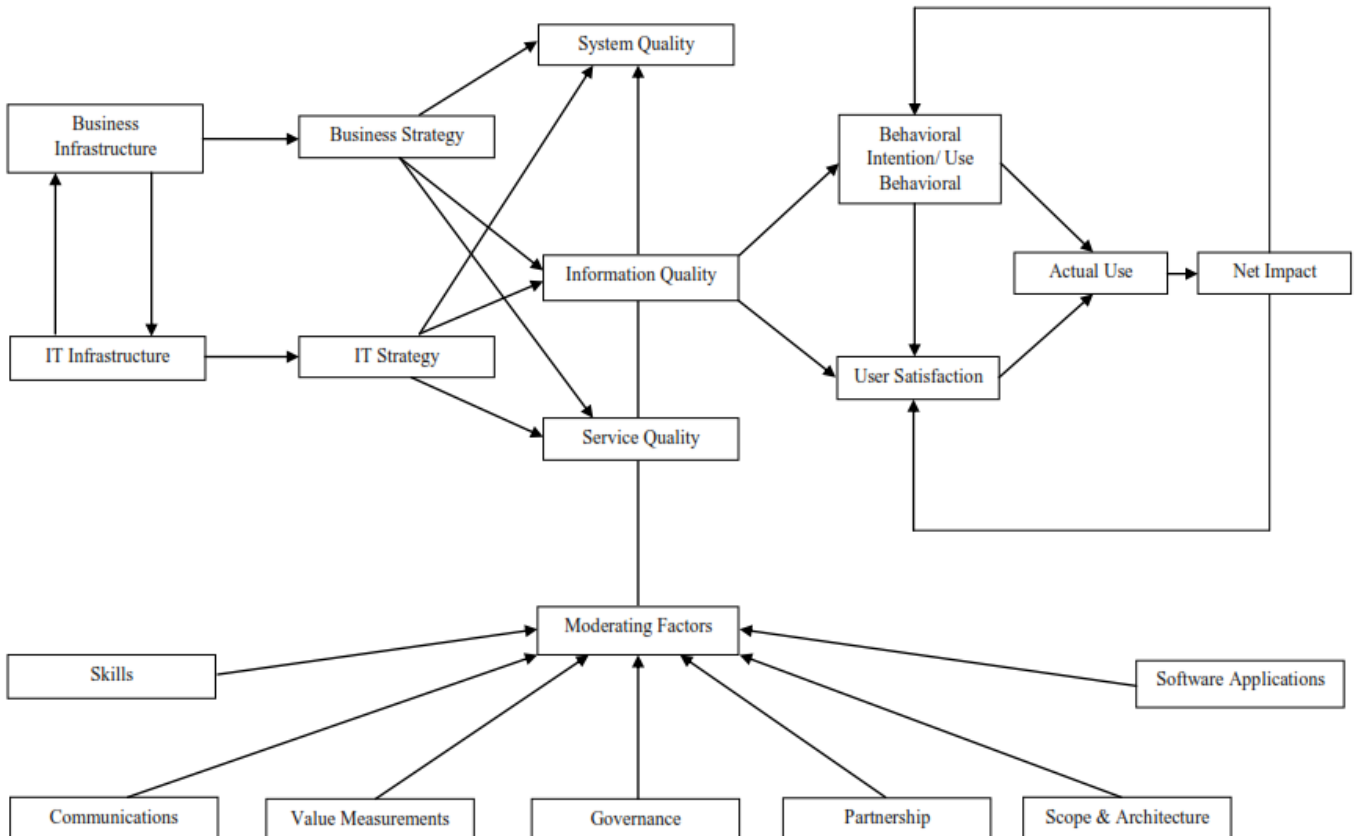 System Quality
Business
Infrastructure
Business Strategy
Behavioral
Intention/ Use
Behavioral
Information Quality
Actual Use
Net Impact
IT Infrastructure
IT Strategy
User Satisfaction
Service Quality
Moderating Factors
Skills
Software Applications
Communications
Value Measurements
Governance
Partnership
Scope & Architecture